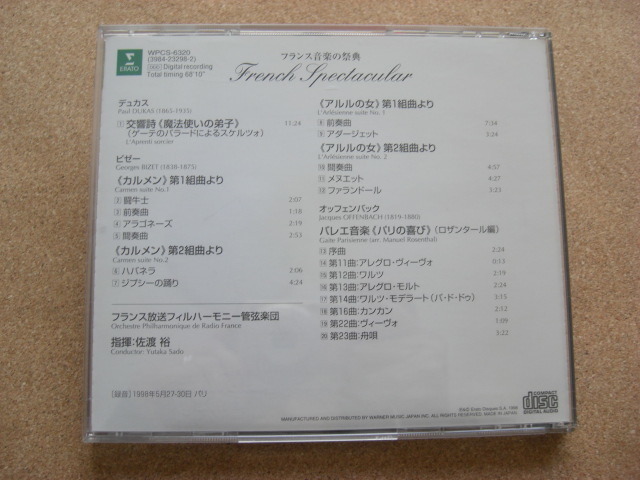 ERATO
WPCS-6320
(3984-23298-2)
DDD Digital recording
Total timing 68'10"
フランス音楽の祭典
French Spectacular
デュカス
Paul DUKAS (1865-1935)
1 交響詩《魔法使いの弟子》 11:24
(ゲーテのバラードによるスケルツォ)
L'Aprenti sorcier
ビゼー
Georges BIZET (1838-1875)
《カルメン》第1組曲より
Carmen suite No.1
2 闘牛士 2:07
3 前奏曲 1:18
4 アラゴネーズ 2:19
5 間奏曲 2:53
《カルメン》第2組曲より
Carmen suite No.2
6 ハバネラ 2:06
7 ジプシーの踊り 4:24
フランス放送フィルハーモニー管弦楽団
Orchestre Philharmonique de Radio France
指揮:佐渡 裕
Conductor: Yutaka Sado
[録音]1998年5月27-30日 パリ
《アルルの女》第1組曲より
L'Arlésienne suite No. 1
8 前奏曲 7:34
9 アダージェット 3:24
《アルルの女》第2組曲より
L'Arlésienne suite No. 2
10 間奏曲 4:57
11 メヌエット 4:27
12 ファランドール 3:23
オッフェンバック
Jacques OFFENBACH (1819-1880)
バレエ音楽《パリの喜び》(ロザンタール編)
Gaîté Parisienne (arr. Manuel Rosenthal)
13 序曲 2:24
14 第11曲:アレグロ・ヴィーヴォ 0:13
15 第12曲:ワルツ 2:19
16 第13曲:アレグロ・モルト 2:24
17 第14曲:ワルツ・モデラート(パ・ド・ドゥ) 3:15
18 第16曲:カンカン 2:12
19 第22曲:ヴィーヴォ 1:09
20 第23曲:舟唄 3:22
COMPACT
disc
DIGITAL AUDIO
MANUFACTURED AND DISTRIBUTED BY WARNER MUSIC JAPAN INC. ALL RIGHTS RESERVED. MADE IN JAPAN.